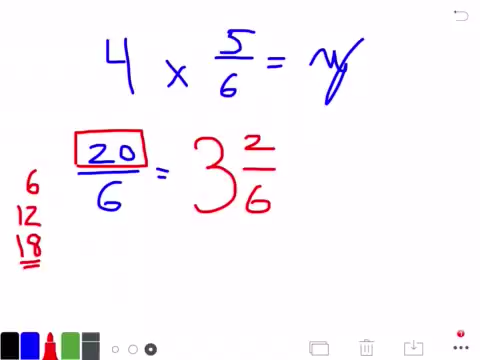 4 x 5/6 = y
20/6 = 3 2/6
6
12
18